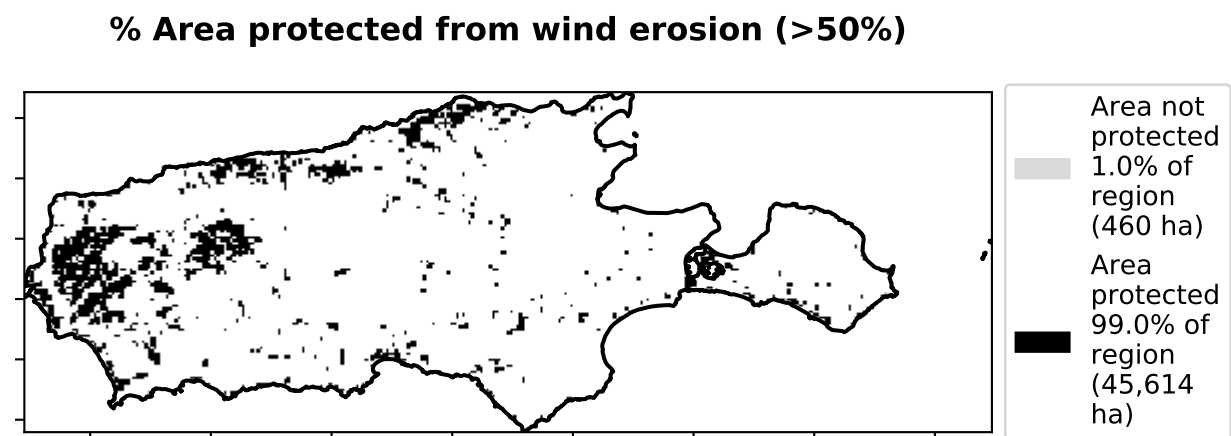 % Area protected from wind erosion (>50%)
Area not
protected
1.0% of
region
(460 ha)
Area
protected
99.0% of
region
(45,614
ha)